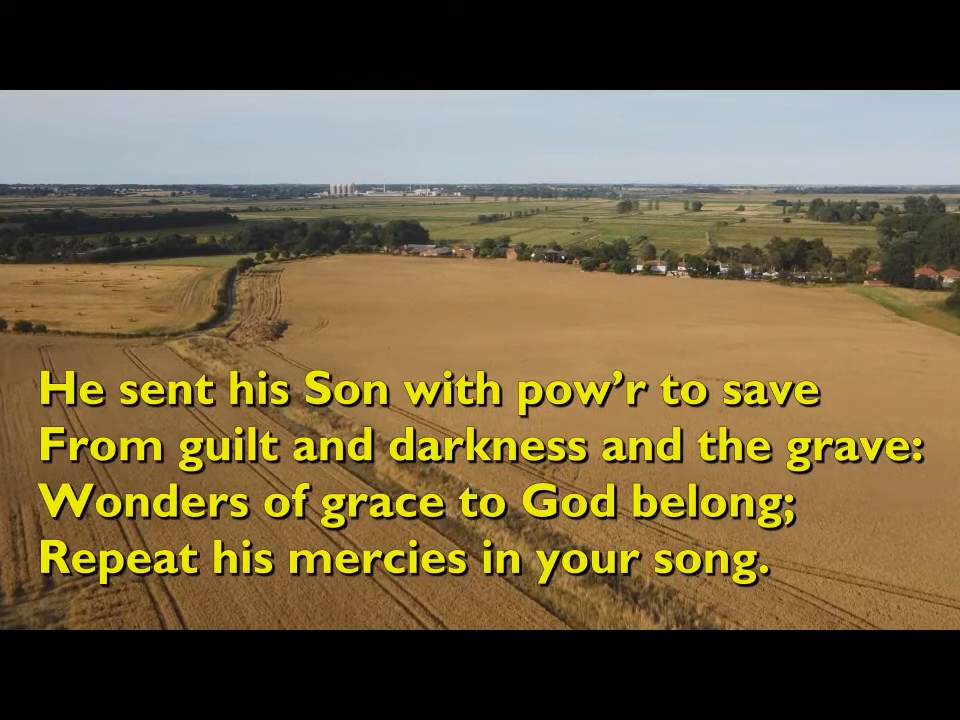 He sent his Son with pow’r to save
From guilt and darkness and the grave:
Wonders of grace to God belong;
Repeat his mercies in your song.